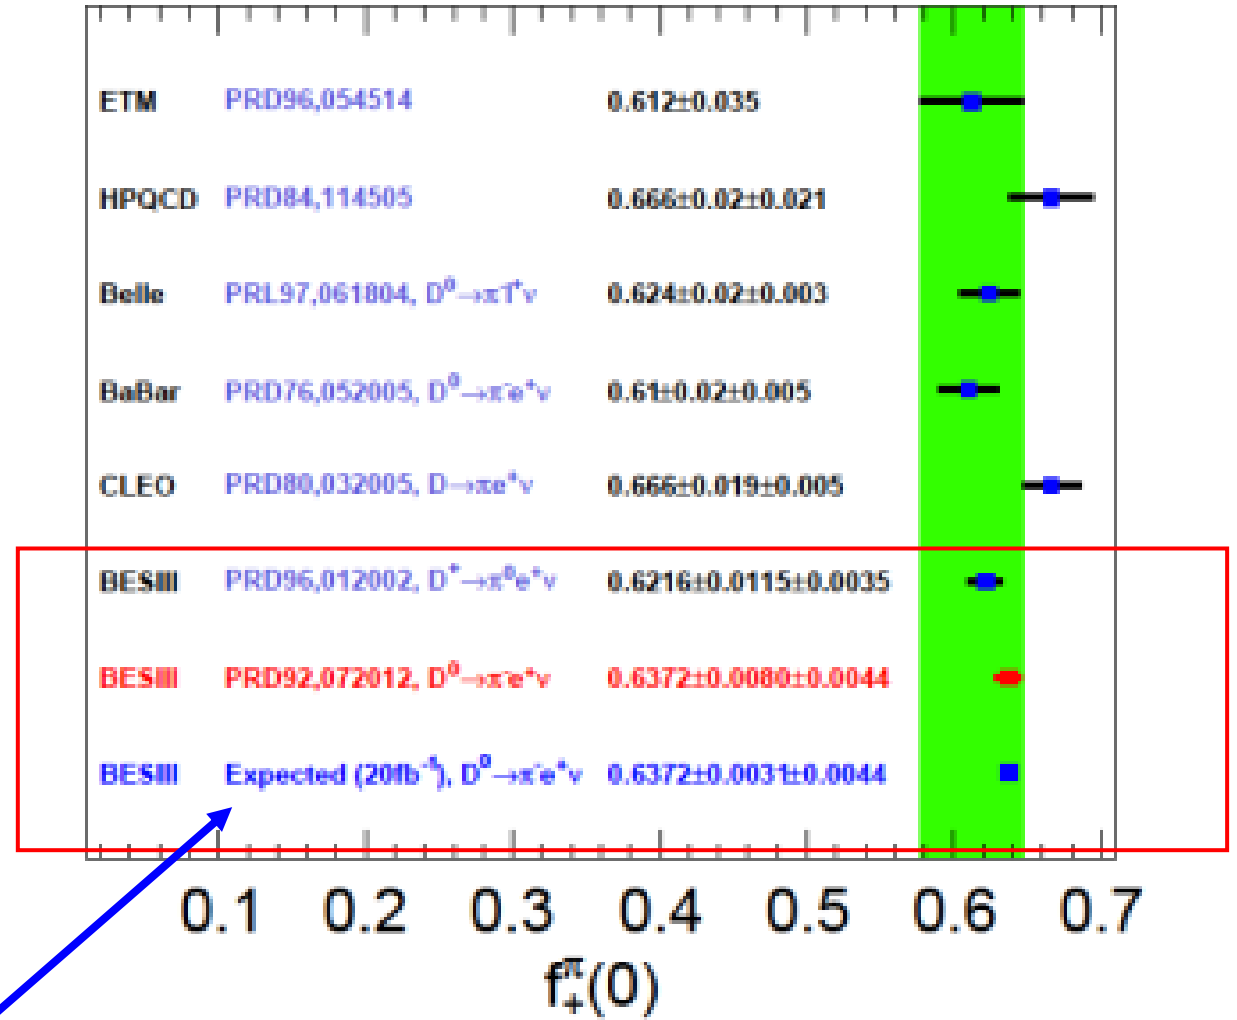 ETM PRD96,054514 0.612±0.035
HPQCD PRD84,114505 0.666±0.02±0.021
Belle PRL97,061804, D⁰→π⁻l⁺ν 0.624±0.02±0.003
BaBar PRD76,052005, D⁰→π⁻e⁺ν 0.61±0.02±0.005
CLEO PRD80,032005, D→πe⁺ν 0.666±0.019±0.005
BESIII PRD96,012002, D⁺→π⁰e⁺ν 0.6216±0.0115±0.0035
BESIII PRD92,072012, D⁰→π⁻e⁺ν 0.6372±0.0080±0.0044
BESIII Expected (20fb⁻¹), D⁰→π⁻e⁺ν 0.6372±0.0031±0.0044
0.1 0.2 0.3 0.4 0.5 0.6 0.7
f₊^π(0)